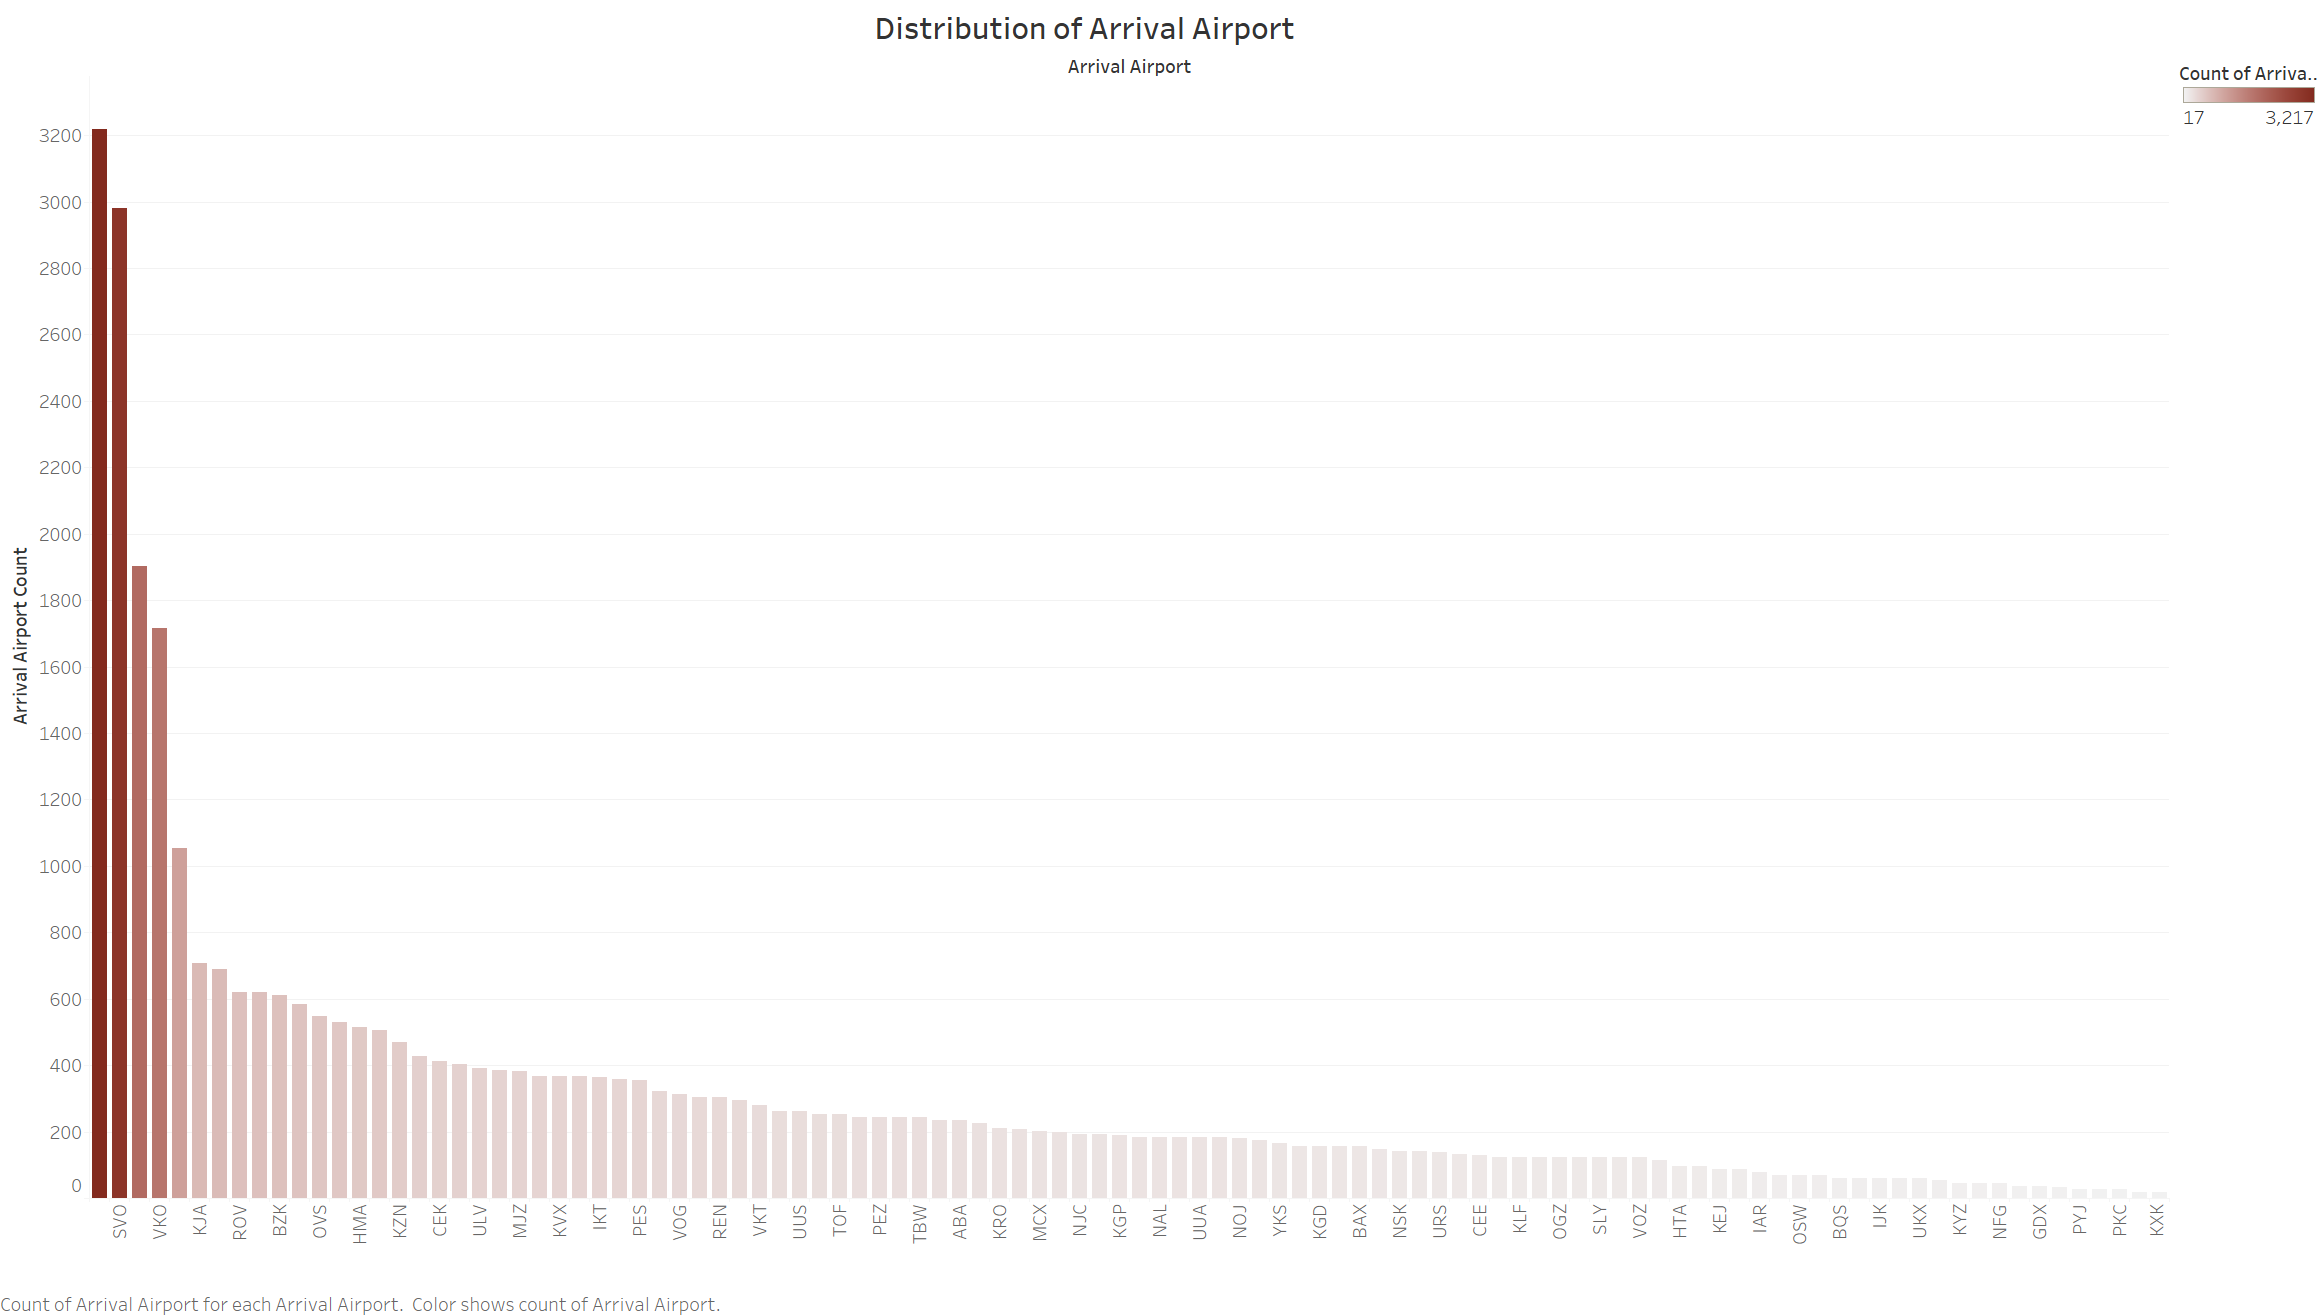 Distribution of Arrival Airport
Arrival Airport
Count of Arriva..
17 3,217
Arrival Airport Count
3200
3000
2800
2600
2400
2200
2000
1800
1600
1400
1200
1000
800
600
400
200
0
SVO
VKO
KJA
ROV
BZK
OVS
HMA
KZN
CEK
ULV
MJZ
KVX
IKT
PES
VOG
REN
VKT
UUS
TOF
PEZ
TBW
ABA
KRO
MCX
NJC
KGP
NAL
UUA
NOJ
YKS
KGD
BAX
NSK
URS
CEE
KLF
OGZ
SLY
VOZ
HTA
KEJ
IAR
OSW
BQS
IJK
UKX
KYZ
NFG
GDX
PYJ
PKC
KXK
Count of Arrival Airport for each Arrival Airport. Color shows count of Arrival Airport.